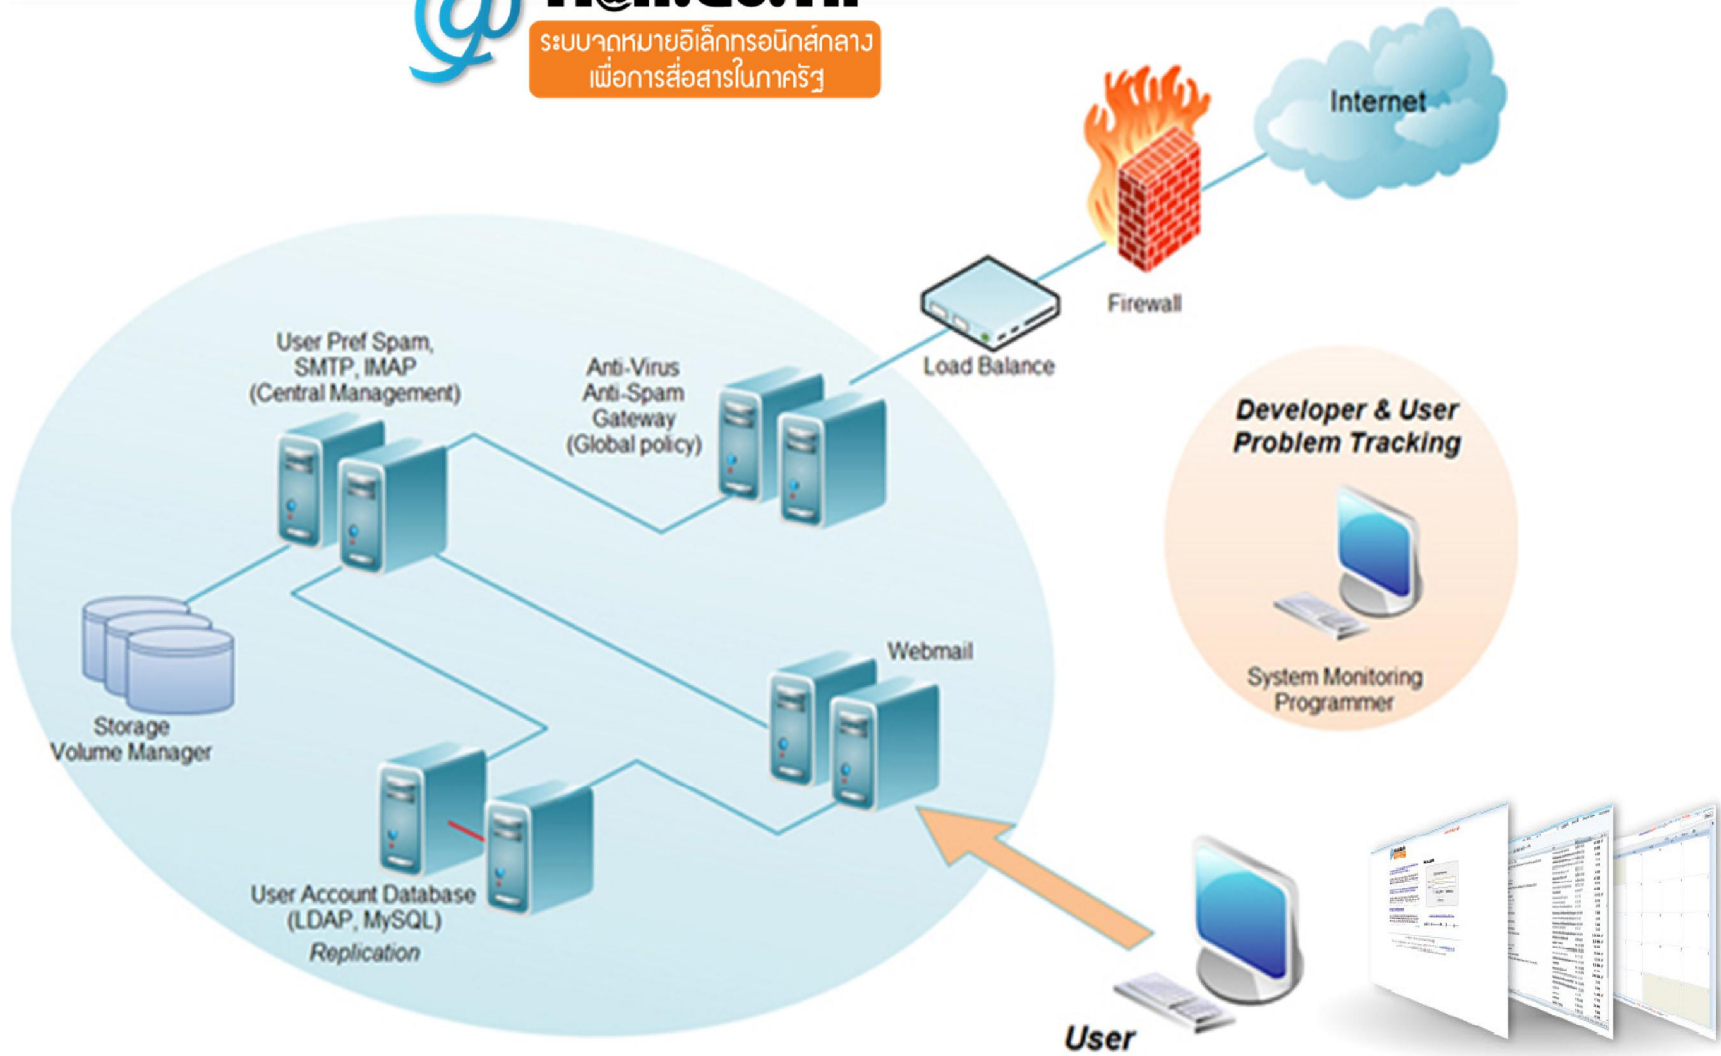 ระบบจดหมายอิเล็กทรอนิกส์กลาง
เพื่อการสื่อสารในภาครัฐ
Internet
Firewall
Load Balance
User Pref Spam,
SMTP, IMAP
(Central Management)
Anti-Virus
Anti-Spam
Gateway
(Global policy)
Developer & User
Problem Tracking
System Monitoring
Programmer
Webmail
Storage
Volume Manager
User Account Database
(LDAP, MySQL)
Replication
User